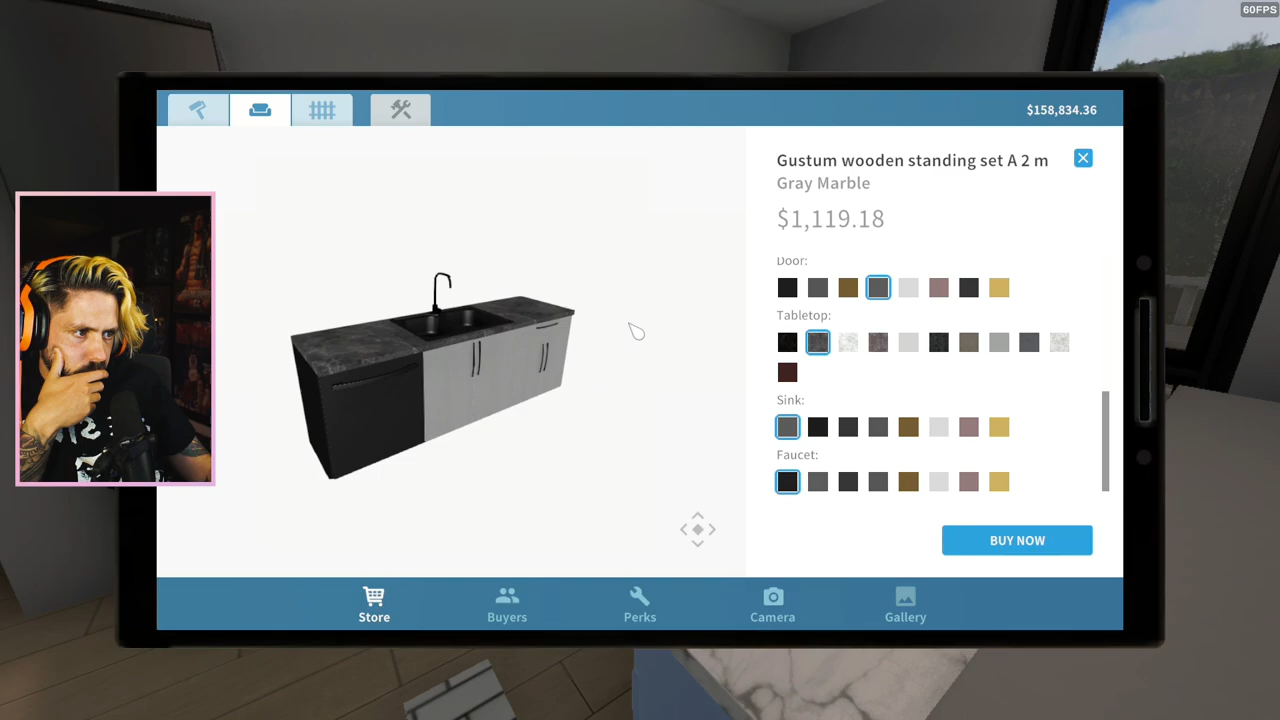 60FPS
$158,834.36
Gustum wooden standing set A 2 m
Gray Marble
$1,119.18
Door:
Tabletop:
Sink:
Faucet:
BUY NOW
Store
Buyers
Perks
Camera
Gallery